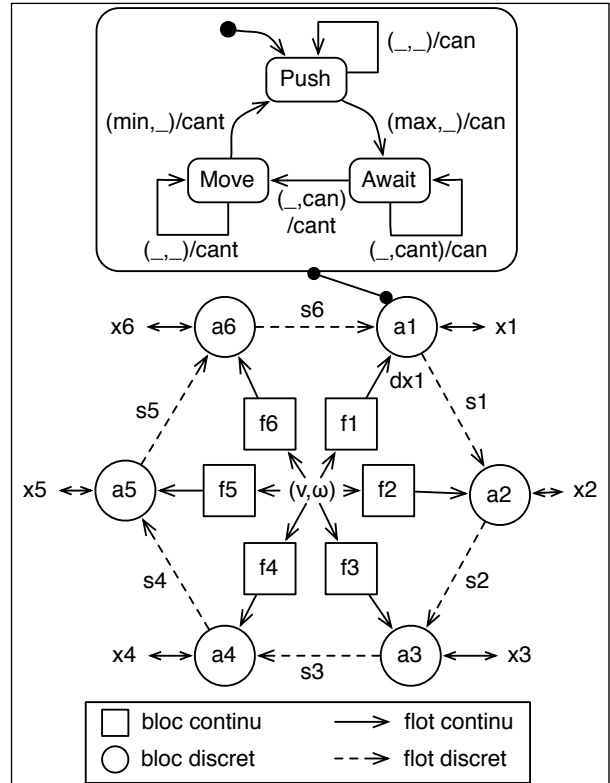 (_,_)/can
Push
(min,_)/cant
(max,_)/can
Move
Await
(_,can)
/cant
(_,_)/cant
(_,cant)/can
s6
x6
a6
a1
x1
dx1
s5
s1
f6
f1
x5
a5
f5
(v,ω)
f2
a2
x2
f4
f3
s4
s2
x4
a4
s3
a3
x3
bloc continu
flot continu
bloc discret
flot discret